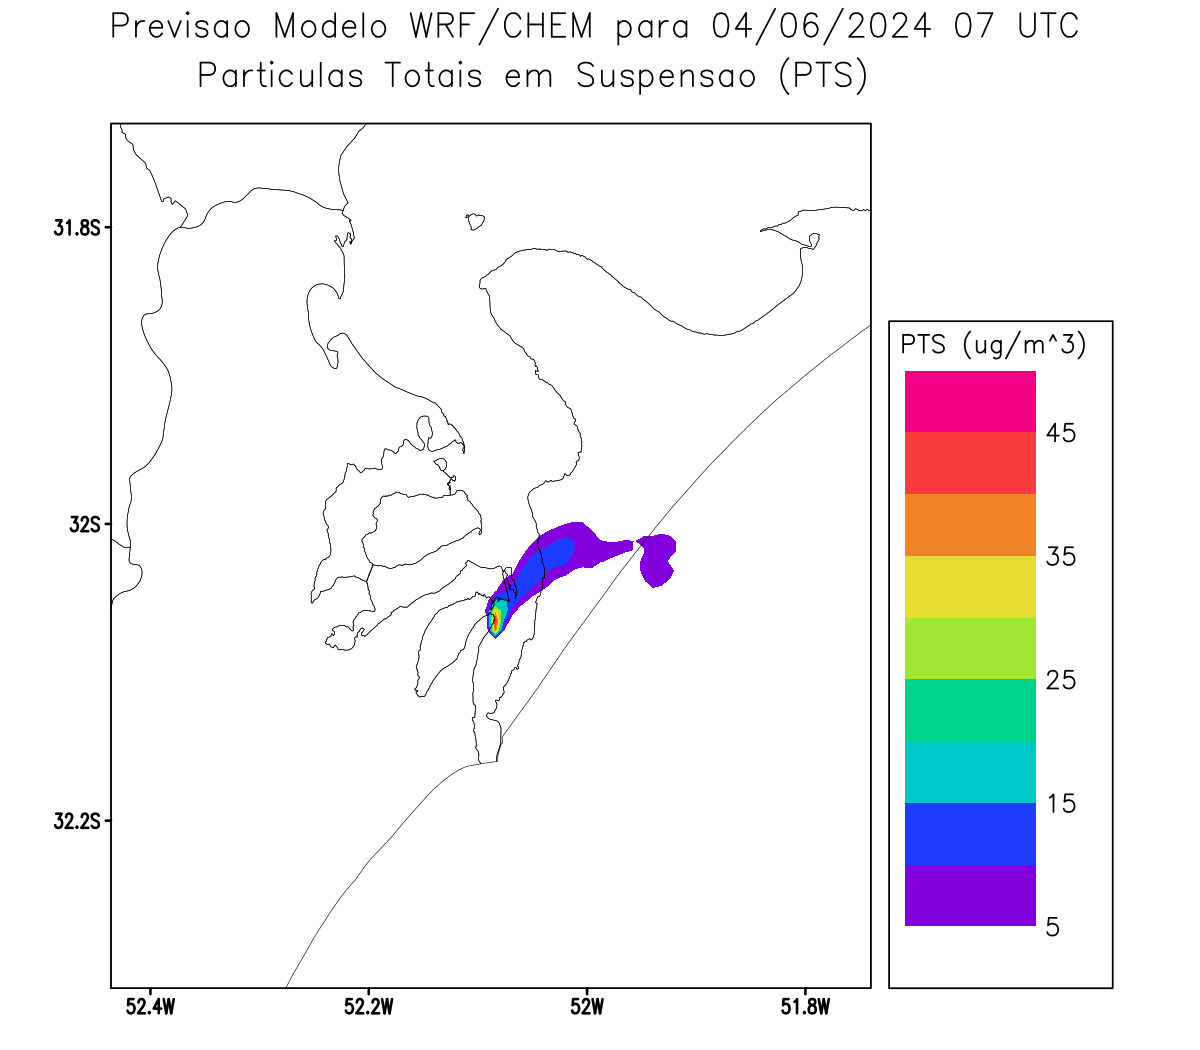 Previsao Modelo WRF/CHEM para 04/06/2024 07 UTC
Particulas Totais em Suspensao (PTS)
31.8S
32S
32.2S
52.4W
52.2W
52W
51.8W
PTS (ug/m^3)
45
35
25
15
5